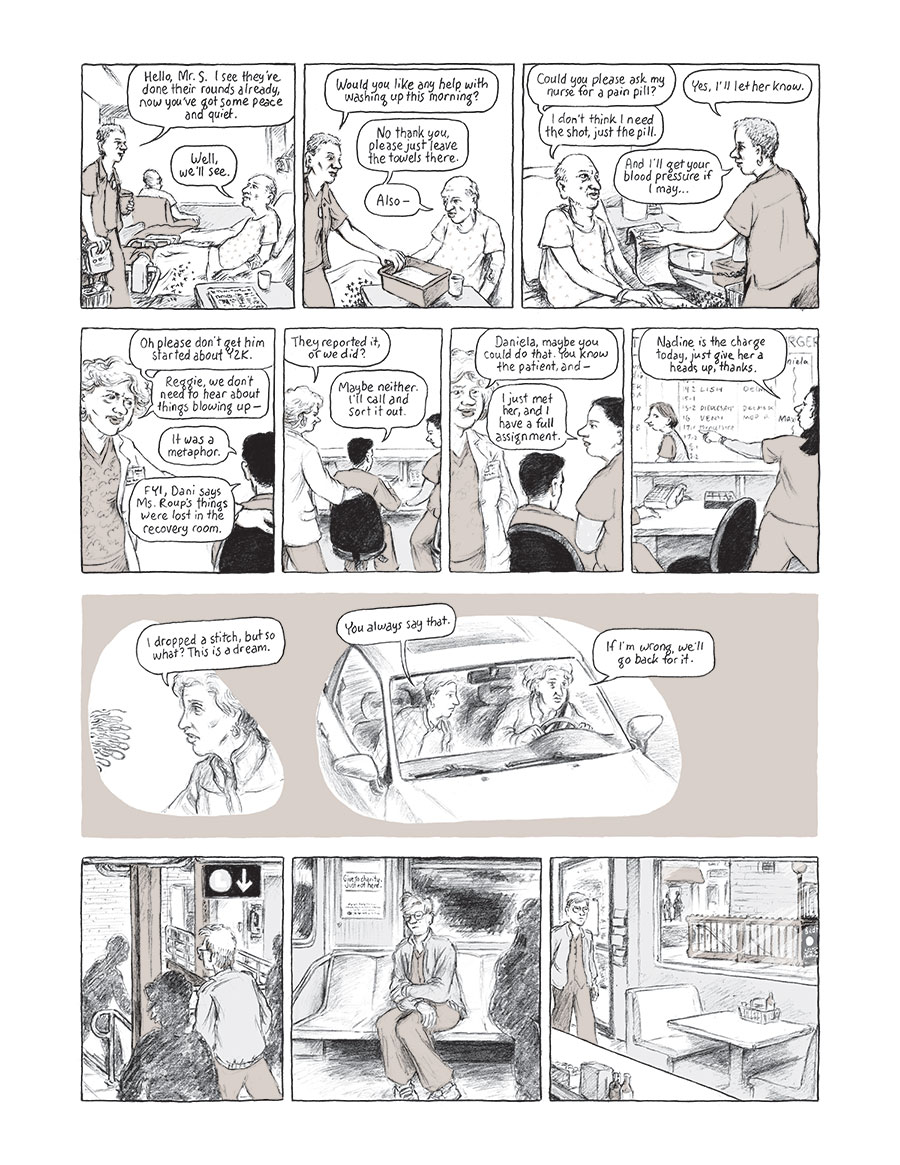 Hello, Mr. S. I see they've
done their rounds already,
now you've got some peace
and quiet.
Well,
we'll see.
Would you like any help with
washing up this morning?
No thank you,
please just leave
the towels there.
Also –
Could you please ask my
nurse for a pain pill?
I don't think I need
the shot, just the pill.
Yes, I'll let her know.
And I'll get your
blood pressure if
I may...
Oh please don't get him
started about Y2K.
Reggie, we don't
need to hear about
things blowing up –
It was a
metaphor.
FYI, Dani says
Ms. Roup's things
were lost in the
recovery room.
They reported it,
or we did?
Maybe neither.
I'll call and
sort it out.
Daniela, maybe you
could do that. You know
the patient, and –
I just met
her, and I
have a full
assignment.
Nadine is the charge
today, just give her a
heads up, thanks.
I dropped a stitch, but so
what? This is a dream.
You always say that.
If I'm wrong, we'll
go back for it.
Give to charity.
Just not here.